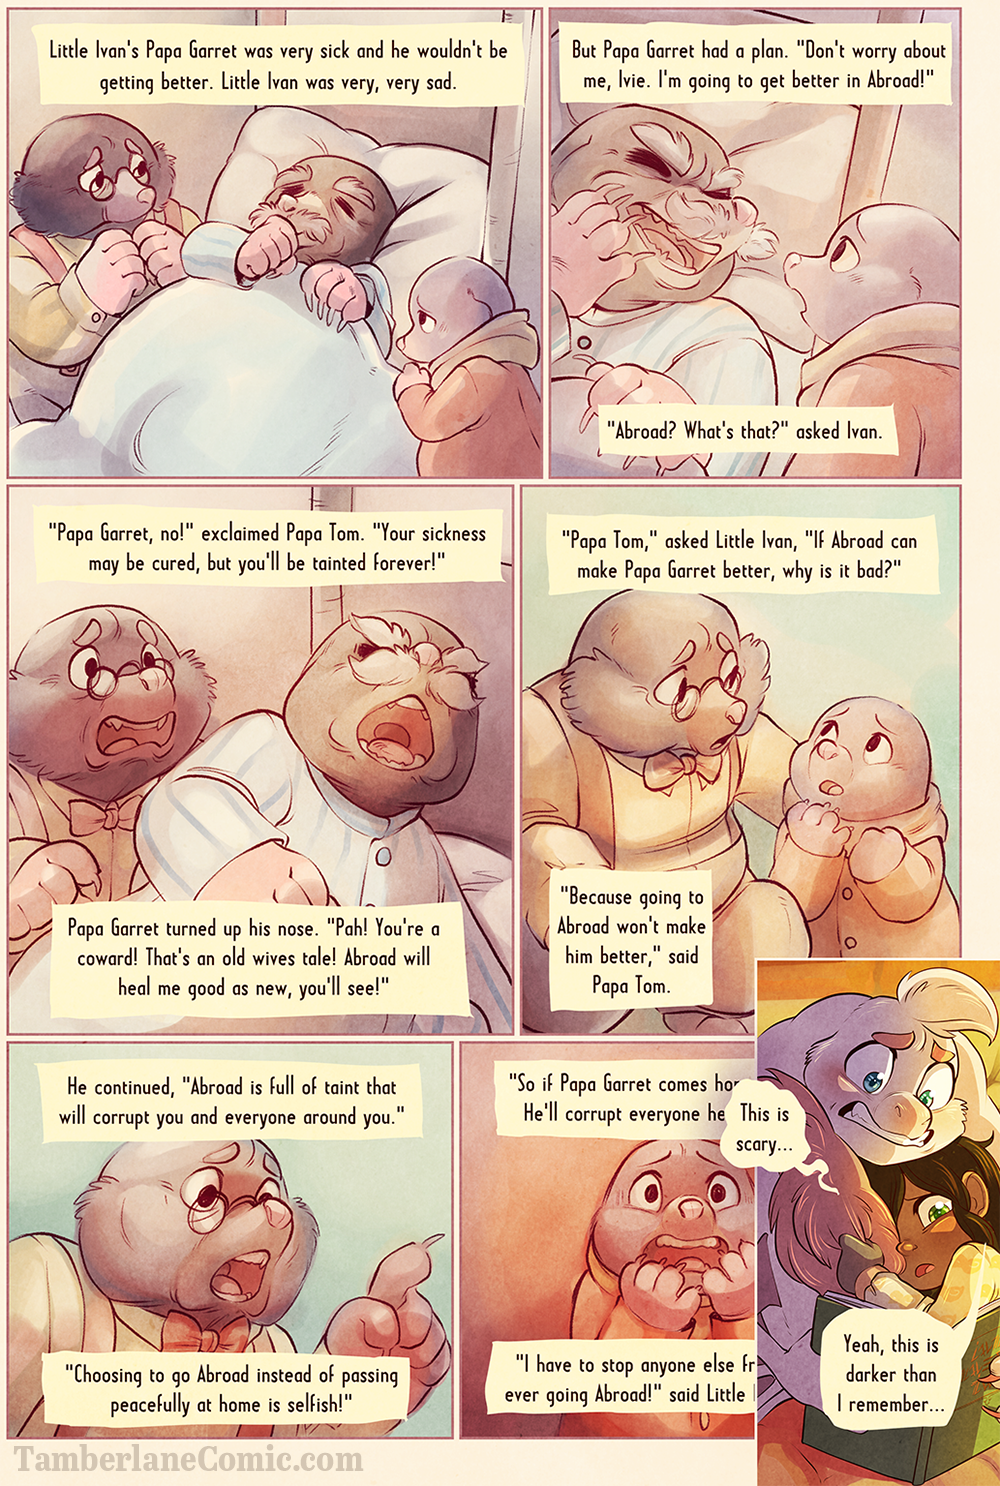 Little Ivan's Papa Garret was very sick and he wouldn't be
getting better. Little Ivan was very, very sad.
But Papa Garret had a plan. "Don't worry about
me, Ivie. I'm going to get better in Abroad!"
"Abroad? What's that?" asked Ivan.
"Papa Garret, no!" exclaimed Papa Tom. "Your sickness
may be cured, but you'll be tainted forever!"
Papa Garret turned up his nose. "Pah! You're a
coward! That's an old wives tale! Abroad will
heal me good as new, you'll see!"
"Papa Tom," asked Little Ivan, "If Abroad can
make Papa Garret better, why is it bad?"
"Because going to
Abroad won't make
him better," said
Papa Tom.
He continued, "Abroad is full of taint that
will corrupt you and everyone around you."
"Choosing to go Abroad instead of passing
peacefully at home is selfish!"
"So if Papa Garret comes
He'll corrupt everyone
"I have to stop anyone else
ever going Abroad!" said Little
This is
scary...
Yeah, this is
darker than
I remember...
TamberlaneComic.com